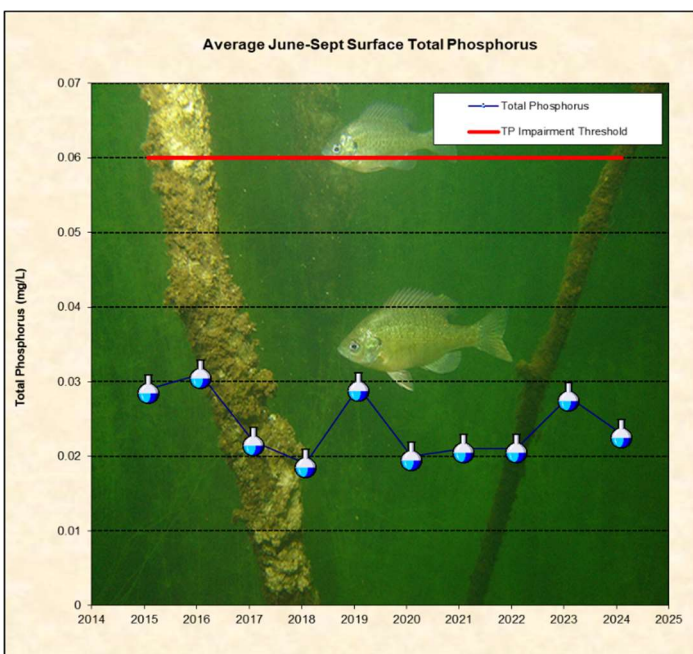 Average June-Sept Surface Total Phosphorus
Total Phosphorus (mg/L)
0.07
0.06
0.05
0.04
0.03
0.02
0.01
0
Total Phosphorus
TP Impairment Threshold
2014 2015 2016 2017 2018 2019 2020 2021 2022 2023 2024 2025